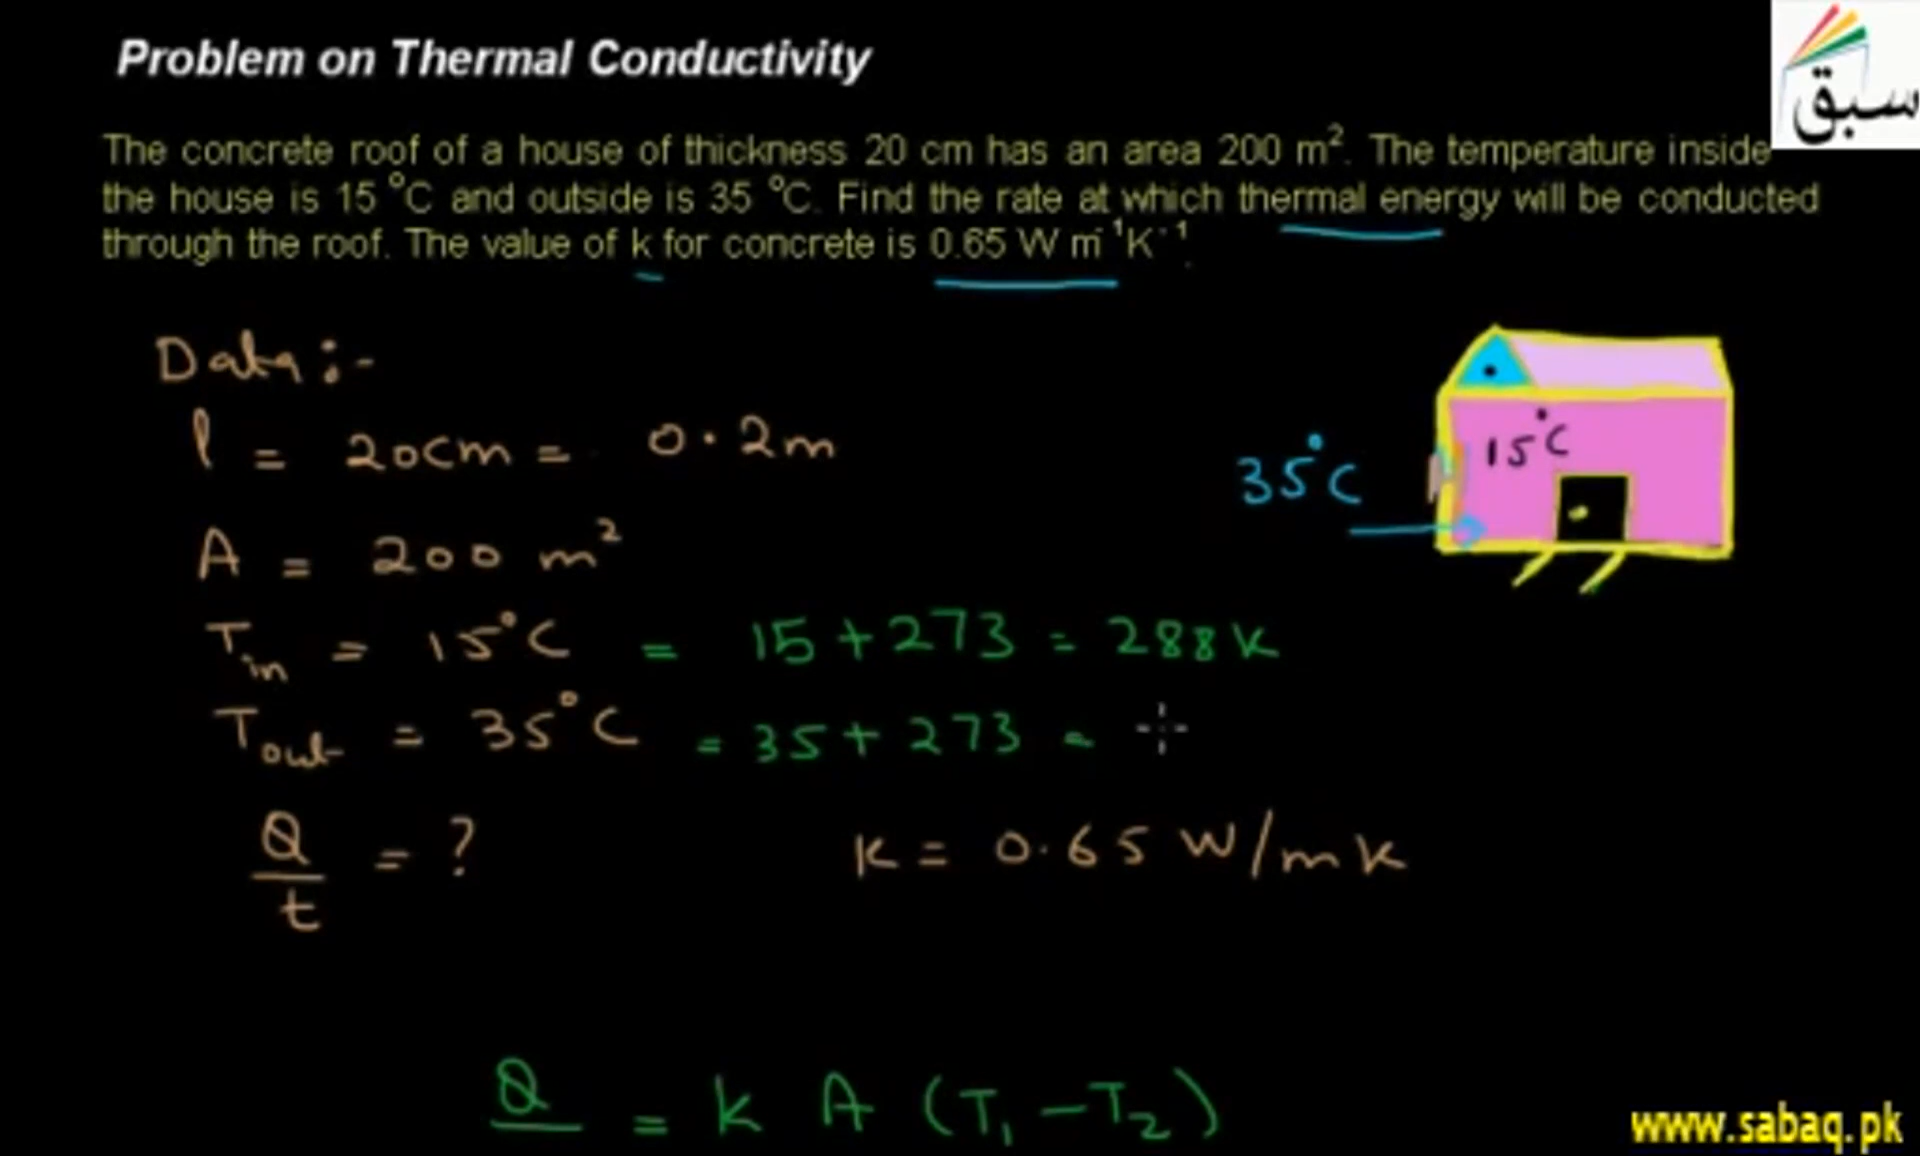 Problem on Thermal Conductivity
سبق
The concrete roof of a house of thickness 20 cm has an area 200 m². The temperature inside
the house is 15 °C and outside is 35 °C. Find the rate at which thermal energy will be conducted
through the roof. The value of k for concrete is 0.65 W m⁻¹K⁻¹.
Data :-
l = 20cm = 0.2m
A = 200 m²
35°C
15°C
T in = 15°C = 15 + 273 = 288 K
T out = 35°C = 35 + 273 =
Q/t = ?
K = 0.65 W/mK
Q = K A (T₁ - T₂)
www.sabaq.pk